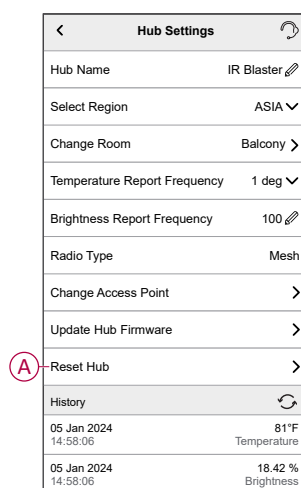 Hub Settings
Hub Name IR Blaster
Select Region ASIA
Change Room Balcony
Temperature Report Frequency 1 deg
Brightness Report Frequency 100
Radio Type Mesh
Change Access Point
Update Hub Firmware
A Reset Hub
History
05 Jan 2024 81°F
14:58:06 Temperature
05 Jan 2024 18.42 %
14:58:06 Brightness